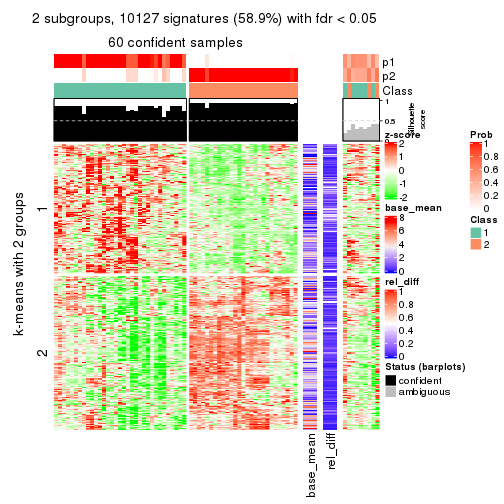 2 subgroups, 10127 signatures (58.9%) with fdr < 0.05
60 confident samples
p1
p2
Class
1
0.5
0
Silhouette
score
k-means with 2 groups
1
2
base_mean
rel_diff
z-score
2
1
0
-1
-2
base_mean
8
6
4
2
0
rel_diff
1
0.8
0.6
0.4
0.2
0
Status (barplots)
confident
ambiguous
Prob
1
0.8
0.6
0.4
0.2
0
Class
1
2